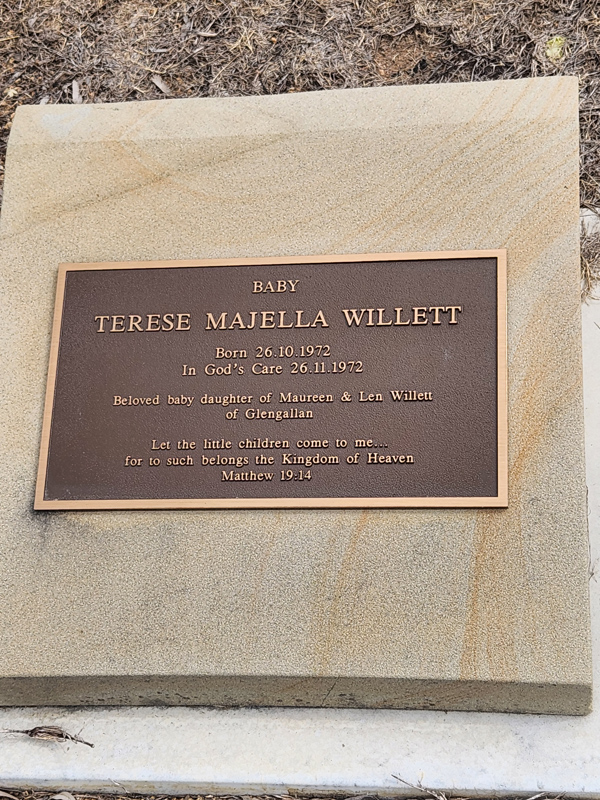 BABY
TERESE MAJELLA WILLETT
Born 26.10.1972
In God's Care 26.11.1972
Beloved baby daughter of Maureen & Len Willett
of Glengallan
Let the little children come to me...
for to such belongs the Kingdom of Heaven
Matthew 19:14